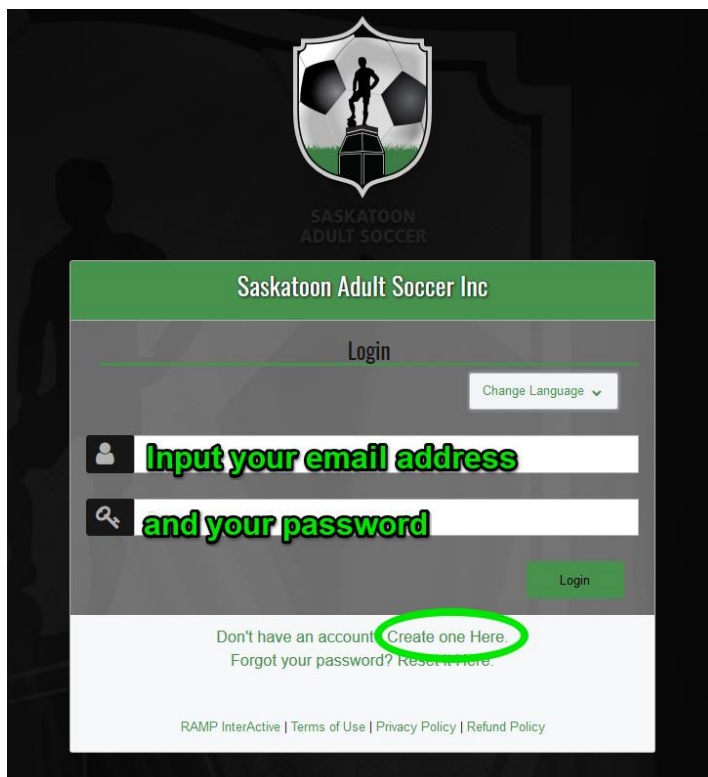 SASKATOON
ADULT SOCCER
Saskatoon Adult Soccer Inc
Login
Change Language
Input your email address
and your password
Login
Don't have an account? Create one Here.
Forgot your password? Reset it Here.
RAMP InterActive | Terms of Use | Privacy Policy | Refund Policy